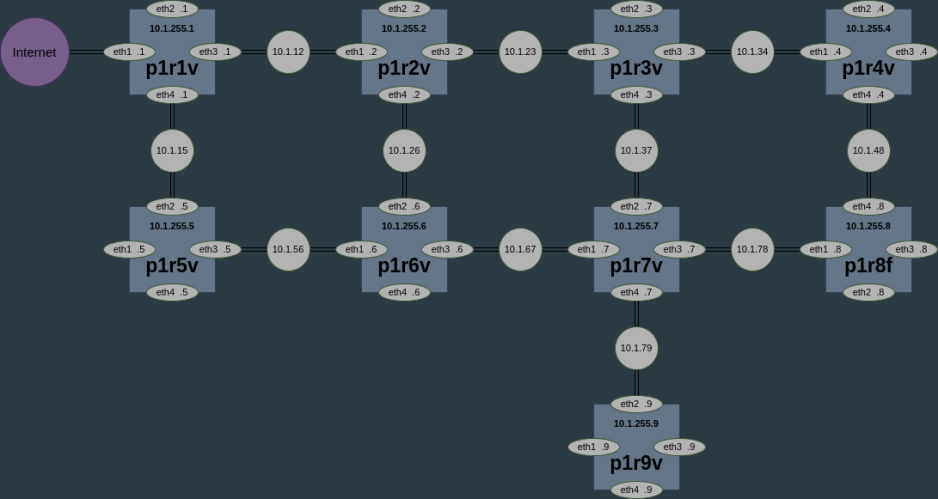 eth2 .1
eth2 .2
eth2 .3
eth2 .4
10.1.255.1
10.1.255.2
10.1.255.3
10.1.255.4
Internet
eth1 .1
eth3 .1
10.1.12
eth1 .2
eth3 .2
10.1.23
eth1 .3
eth3 .3
10.1.34
eth1 .4
eth3 .4
p1r1v
p1r2v
p1r3v
p1r4v
eth4 .1
eth4 .2
eth4 .3
eth4 .4
10.1.15
10.1.26
10.1.37
10.1.48
eth2 .5
eth2 .6
eth2 .7
eth4 .8
10.1.255.5
10.1.255.6
10.1.255.7
10.1.255.8
eth1 .5
eth3 .5
10.1.56
eth1 .6
eth3 .6
10.1.67
eth1 .7
eth3 .7
10.1.78
eth1 .8
eth3 .8
p1r5v
p1r6v
p1r7v
p1r8f
eth4 .5
eth4 .6
eth4 .7
eth2 .8
10.1.79
eth2 .9
10.1.255.9
eth1 .9
eth3 .9
p1r9v
eth4 .9